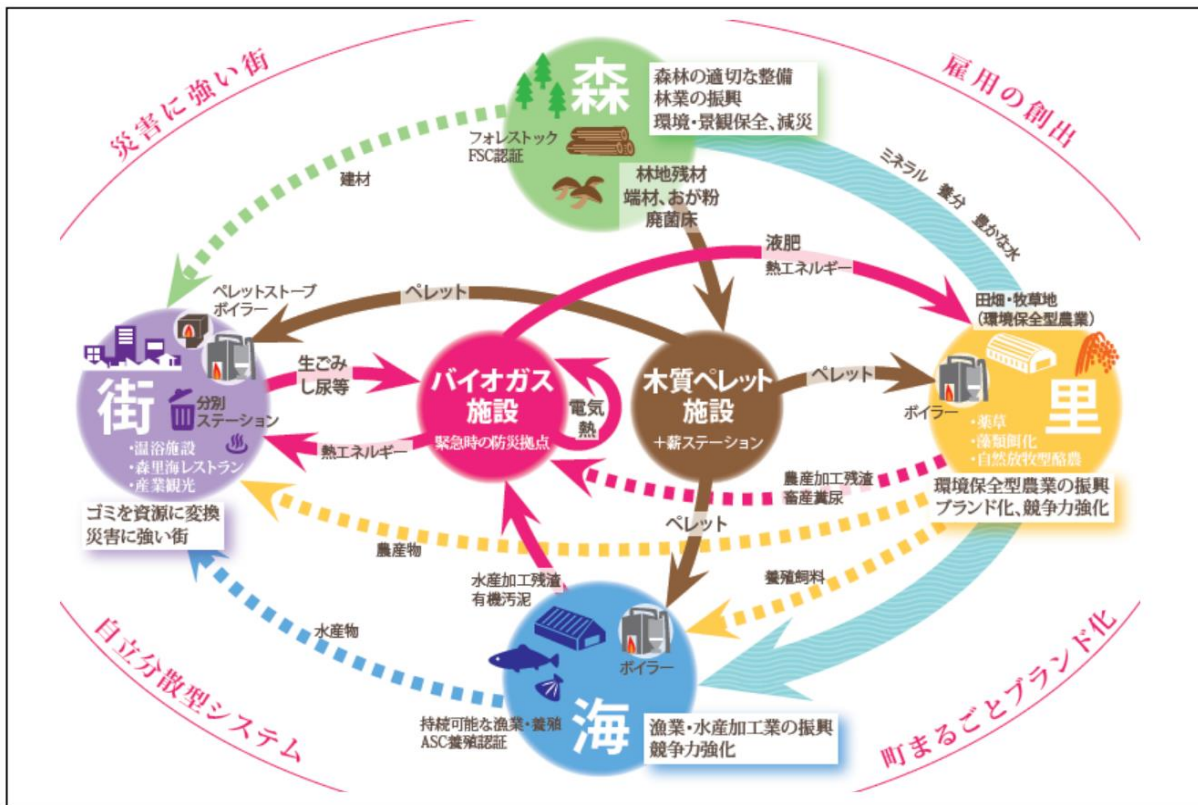 災害に強い街
雇用の創出
森
森林の適切な整備
林業の振興
環境・景観保全、減災
フォレストック
FSC認証
建材
林地残材
端材、おが粉
廃菌床
ミネラル 養分 豊かな水
液肥
熱エネルギー
ペレットストーブ
ボイラー
ペレット
田畑・牧草地
(環境保全型農業)
街
分別
ステーション
・温浴施設
・森里海レストラン
・産業観光
生ごみ
し尿等
熱エネルギー
バイオガス
施設
緊急時の防災拠点
電気
熱
木質ペレット
施設
+薪ステーション
ペレット
ボイラー
里
・薬草
・藻類餌化
・自然放牧型酪農
ゴミを資源に変換
災害に強い街
農産加工残渣
畜産糞尿
環境保全型農業の振興
ブランド化、競争力強化
農産物
ペレット
養殖飼料
水産加工残渣
有機汚泥
水産物
ボイラー
海
持続可能な漁業・養殖
ASC養殖認証
漁業・水産加工業の振興
競争力強化
自立分散型システム
町まるごとブランド化